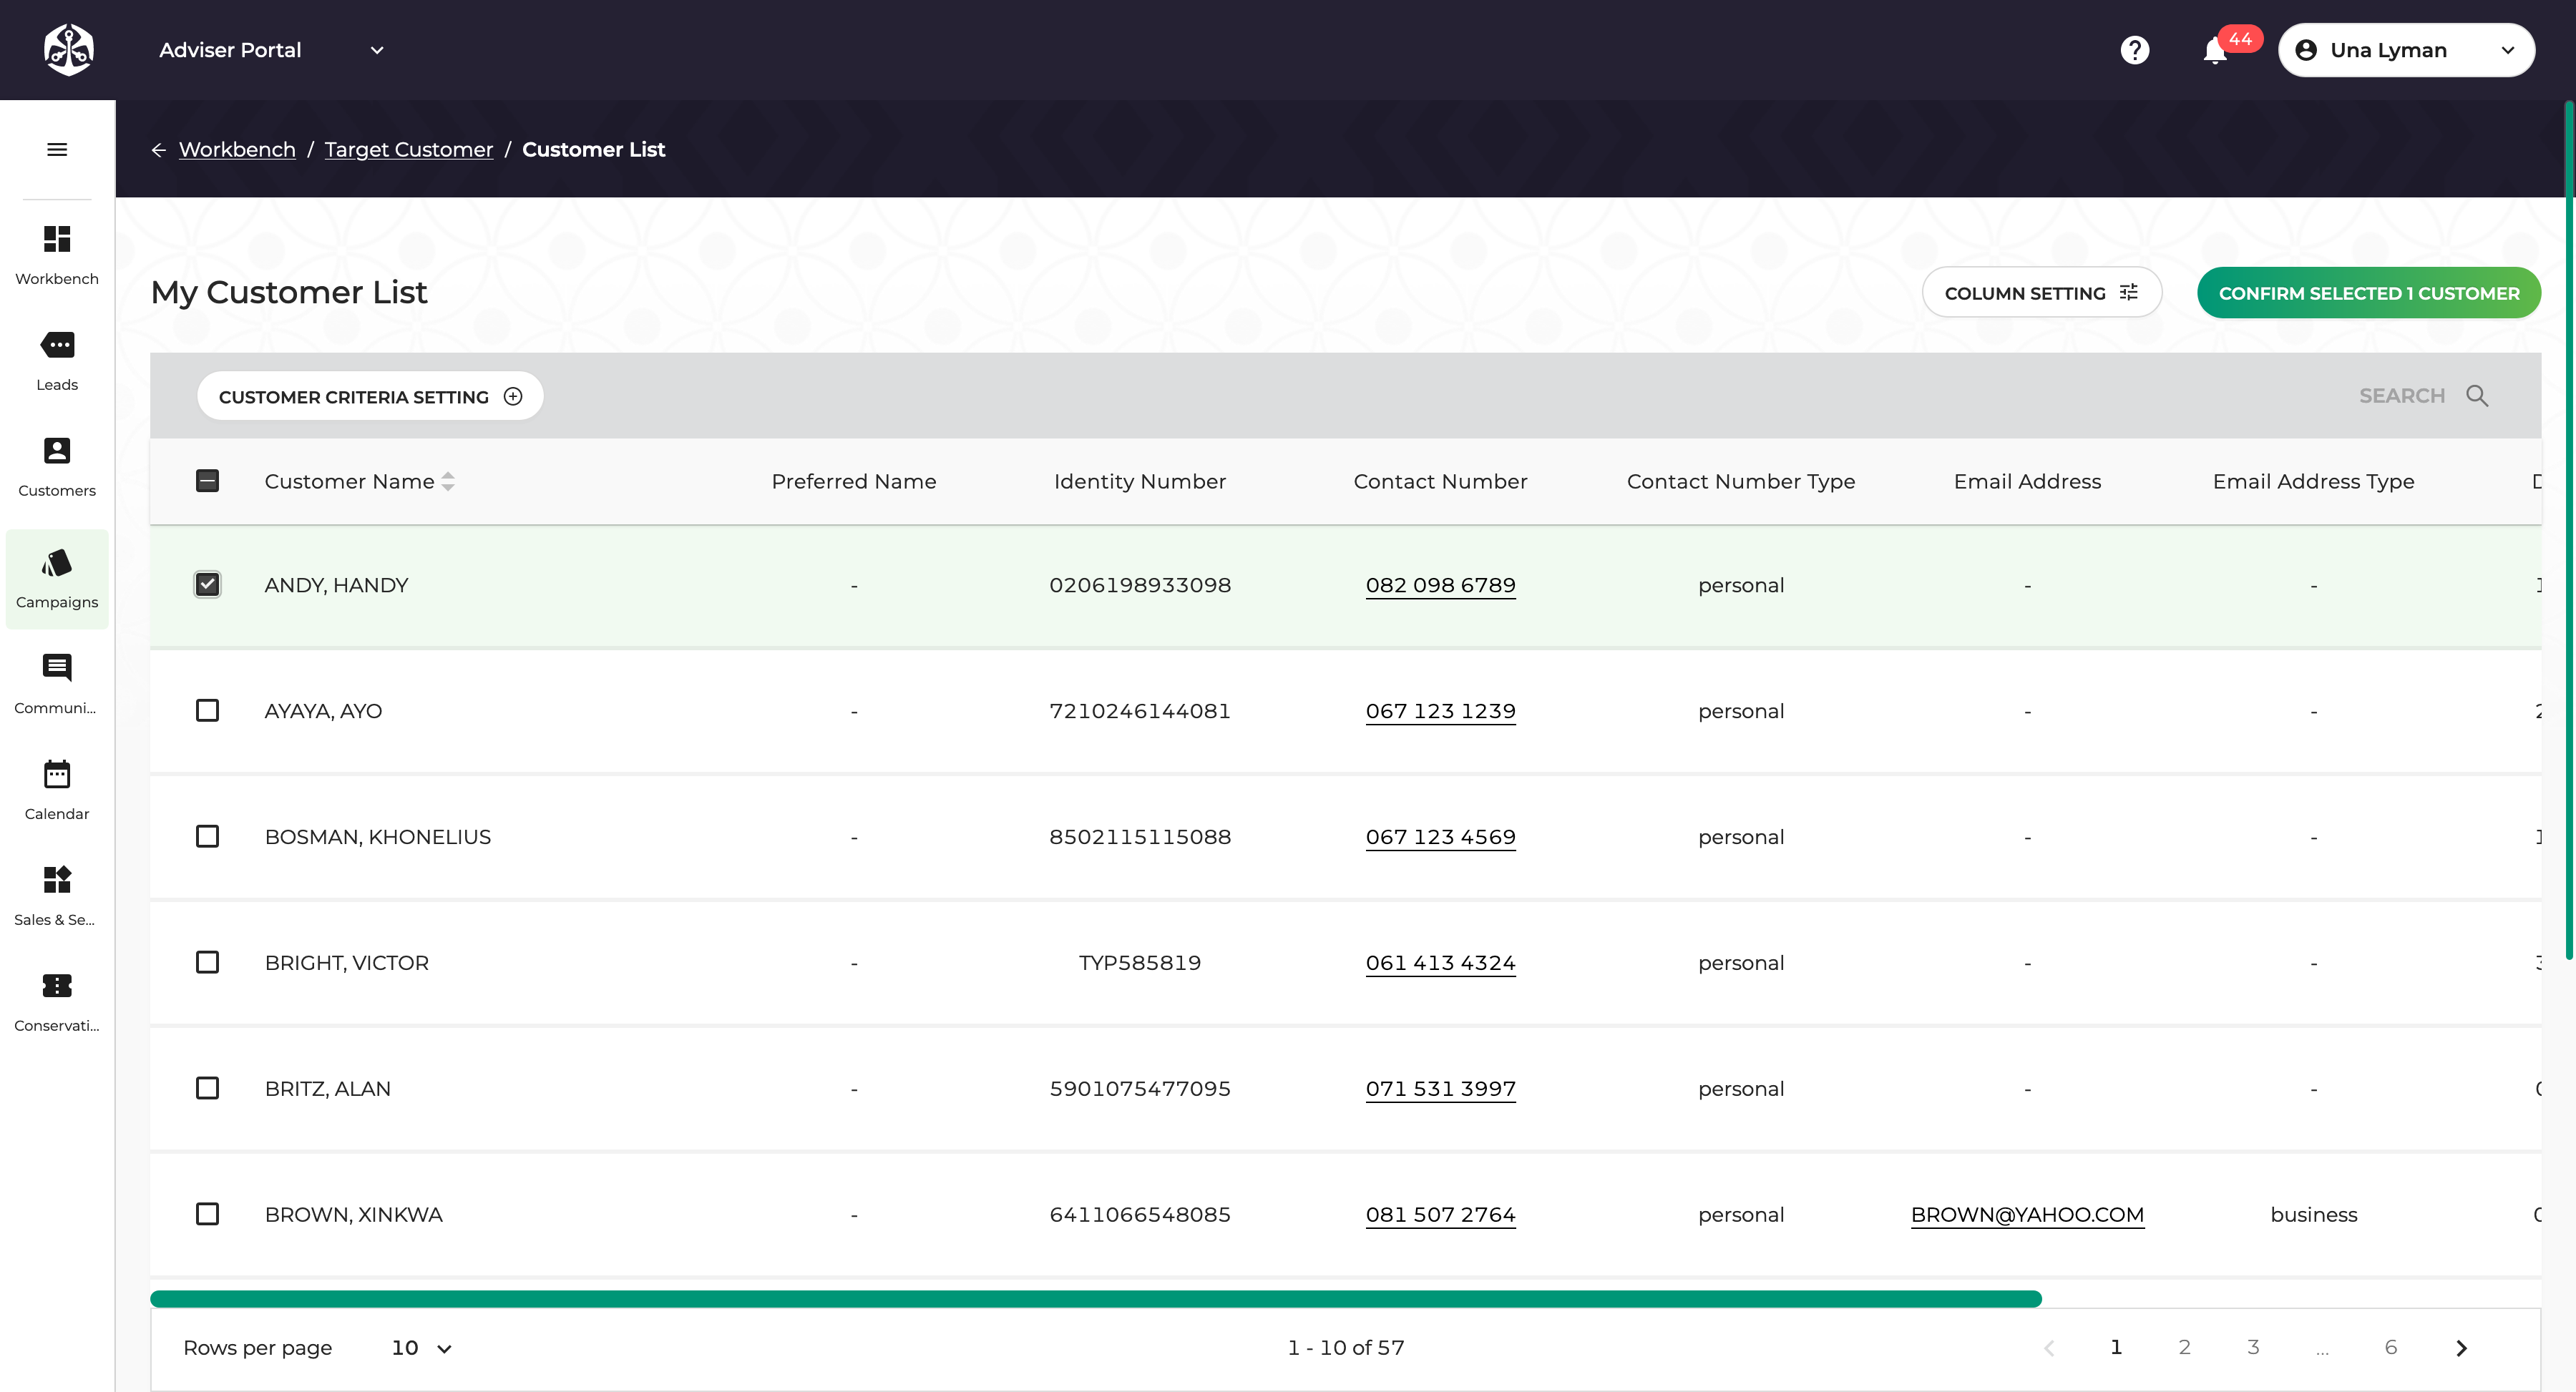 Adviser Portal
44
Una Lyman
Workbench / Target Customer / Customer List
Workbench
Leads
Customers
Campaigns
Communi...
Calendar
Sales & Se...
Conservati...
My Customer List
COLUMN SETTING
CONFIRM SELECTED 1 CUSTOMER
CUSTOMER CRITERIA SETTING
SEARCH
Customer Name Preferred Name Identity Number Contact Number Contact Number Type Email Address Email Address Type
ANDY, HANDY - 0206198933098 082 098 6789 personal - -
AYAYA, AYO - 7210246144081 067 123 1239 personal - -
BOSMAN, KHONELIUS - 8502115115088 067 123 4569 personal - -
BRIGHT, VICTOR - TYP585819 061 413 4324 personal - -
BRITZ, ALAN - 5901075477095 071 531 3997 personal - -
BROWN, XINKWA - 6411066548085 081 507 2764 personal BROWN@YAHOO.COM business
Rows per page 10 1 - 10 of 57 1 2 3 ... 6